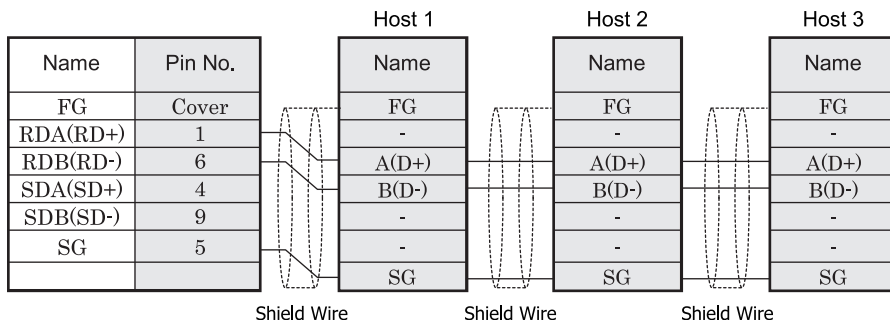 Host 1 Host 2 Host 3
Name Pin No. Name Name Name
FG Cover FG FG FG
RDA(RD+) 1 - - -
RDB(RD-) 6 A(D+) A(D+) A(D+)
SDA(SD+) 4 B(D-) B(D-) B(D-)
SDB(SD-) 9 - - -
SG 5 - - -
SG SG SG
Shield Wire Shield Wire Shield Wire